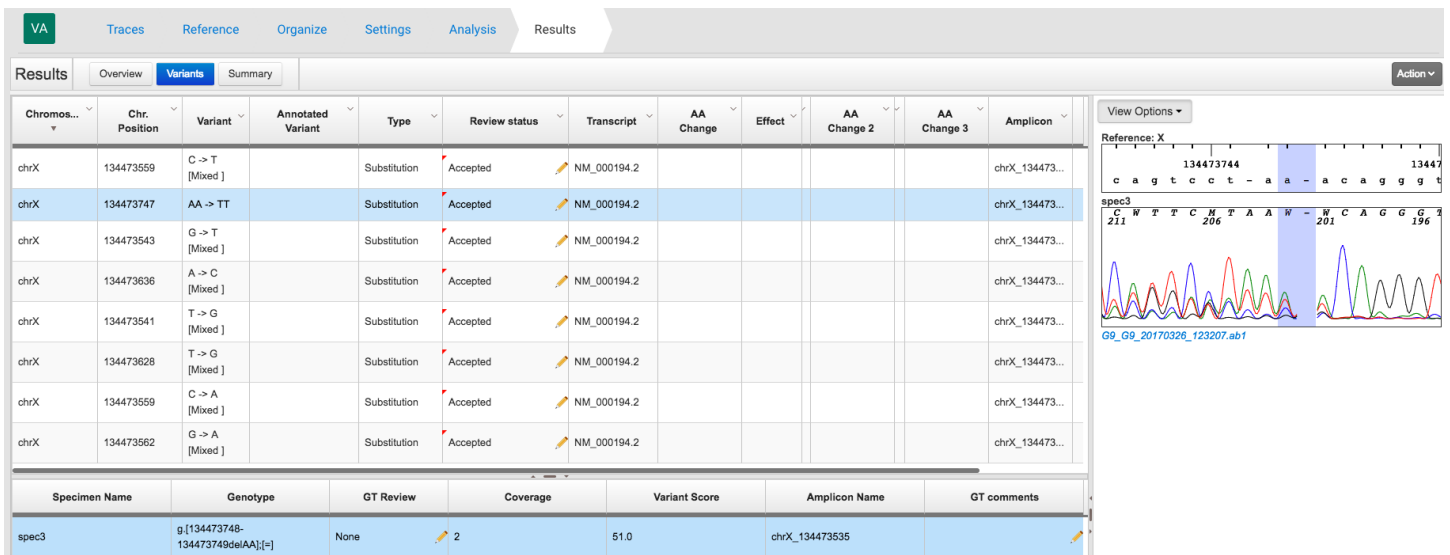 VA Traces Reference Organize Settings Analysis Results
Results Overview Variants Summary Action
Chromos... Chr. Position Variant Annotated Variant Type Review status Transcript AA Change Effect AA Change 2 AA Change 3 Amplicon
chrX 134473559 C -> T [Mixed ] Substitution Accepted NM_000194.2 chrX_134473...
chrX 134473747 AA -> TT Substitution Accepted NM_000194.2 chrX_134473...
chrX 134473543 G -> T [Mixed ] Substitution Accepted NM_000194.2 chrX_134473...
chrX 134473636 A -> C [Mixed ] Substitution Accepted NM_000194.2 chrX_134473...
chrX 134473541 T -> G [Mixed ] Substitution Accepted NM_000194.2 chrX_134473...
chrX 134473628 T -> G [Mixed ] Substitution Accepted NM_000194.2 chrX_134473...
chrX 134473559 C -> A [Mixed ] Substitution Accepted NM_000194.2 chrX_134473...
chrX 134473562 G -> A [Mixed ] Substitution Accepted NM_000194.2 chrX_134473...
Specimen Name Genotype GT Review Coverage Variant Score Amplicon Name GT comments
spec3 g.[134473748-134473749delAA];[=] None 2 51.0 chrX_134473535
View Options
Reference: X
134473744 13447
c a g t c c t - a a - a c a g g g t
spec3
C W T T C M T A A W - W C A G G G T
211 206 201 196
G9_G9_20170326_123207.ab1